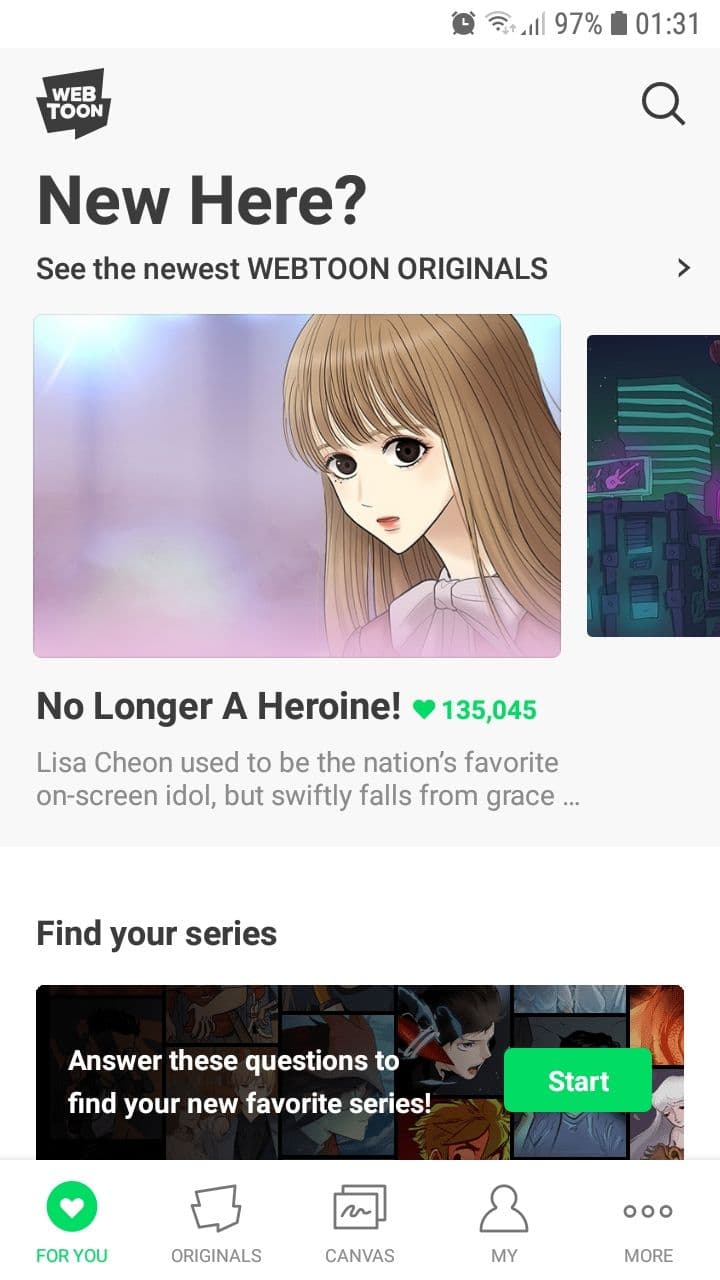 97% 01:31
WEB
TOON
New Here?
See the newest WEBTOON ORIGINALS
No Longer A Heroine! 135,045
Lisa Cheon used to be the nation’s favorite
on-screen idol, but swiftly falls from grace ...
Find your series
Answer these questions to
find your new favorite series!
Start
FOR YOU ORIGINALS CANVAS MY MORE